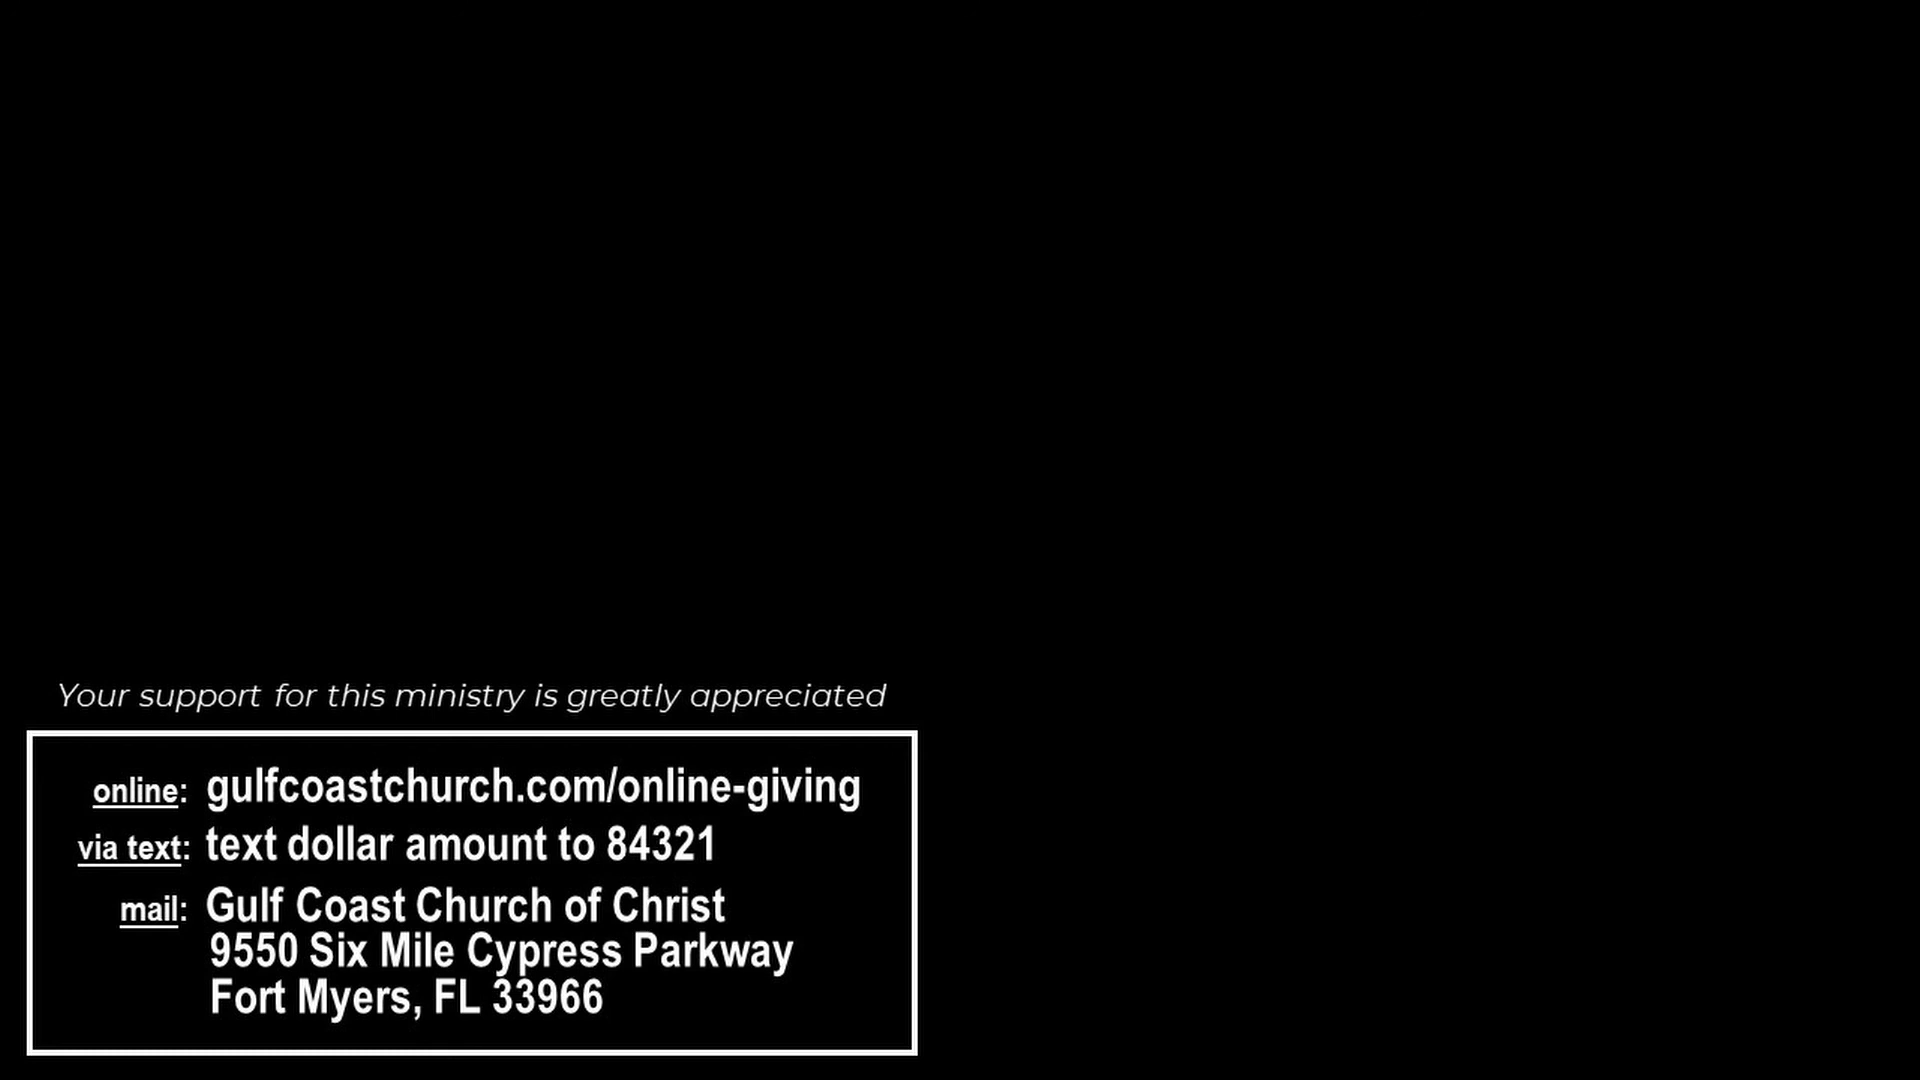 Your support for this ministry is greatly appreciated
online: gulfcoastchurch.com/online-giving
via text: text dollar amount to 84321
mail: Gulf Coast Church of Christ
9550 Six Mile Cypress Parkway
Fort Myers, FL 33966